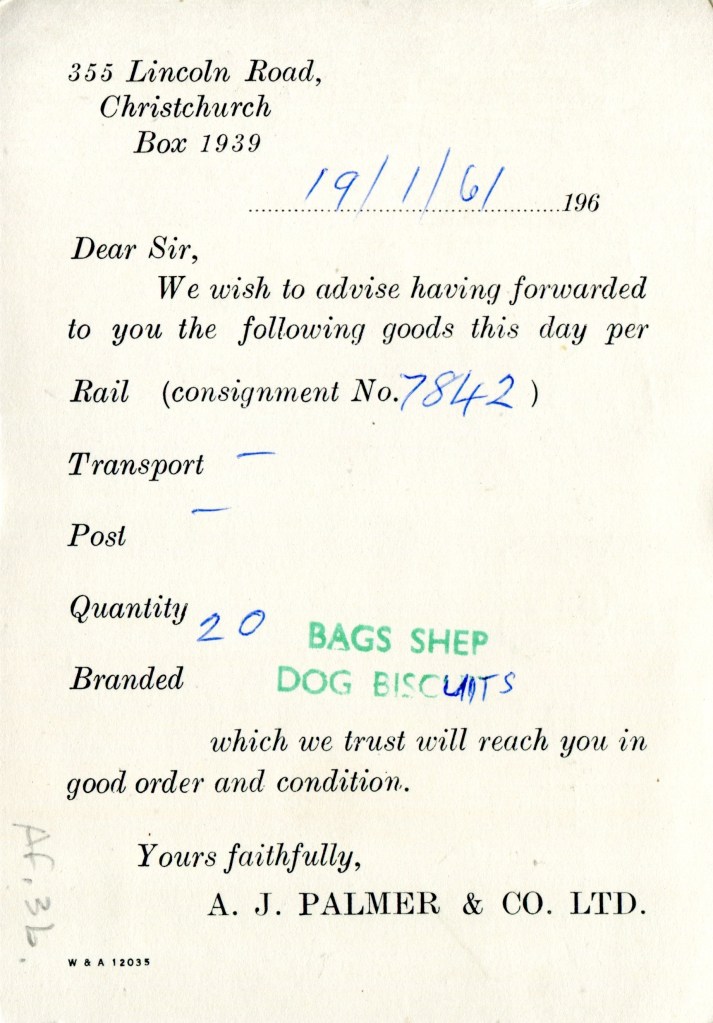 355 Lincoln Road,
Christchurch
Box 1939
19/1/61 196
Dear Sir,
We wish to advise having forwarded
to you the following goods this day per
Rail (consignment No. 7842)
Transport –
Post –
Quantity 20 BAGS SHEP
Branded DOG BISCUITS
which we trust will reach you in
good order and condition.
Yours faithfully,
A. J. PALMER & CO. LTD.
W & A 12035
Af. 3b.